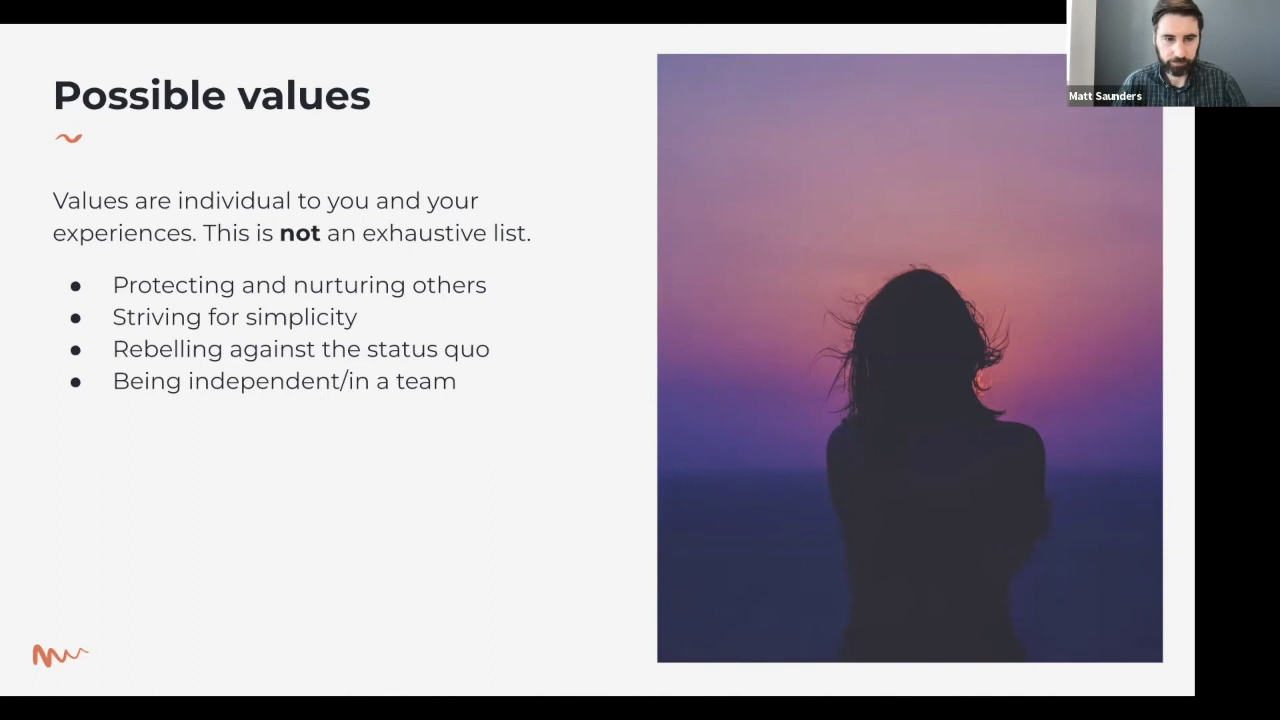 Possible values
Values are individual to you and your
experiences. This is not an exhaustive list.
● Protecting and nurturing others
● Striving for simplicity
● Rebelling against the status quo
● Being independent/in a team
Matt Saunders